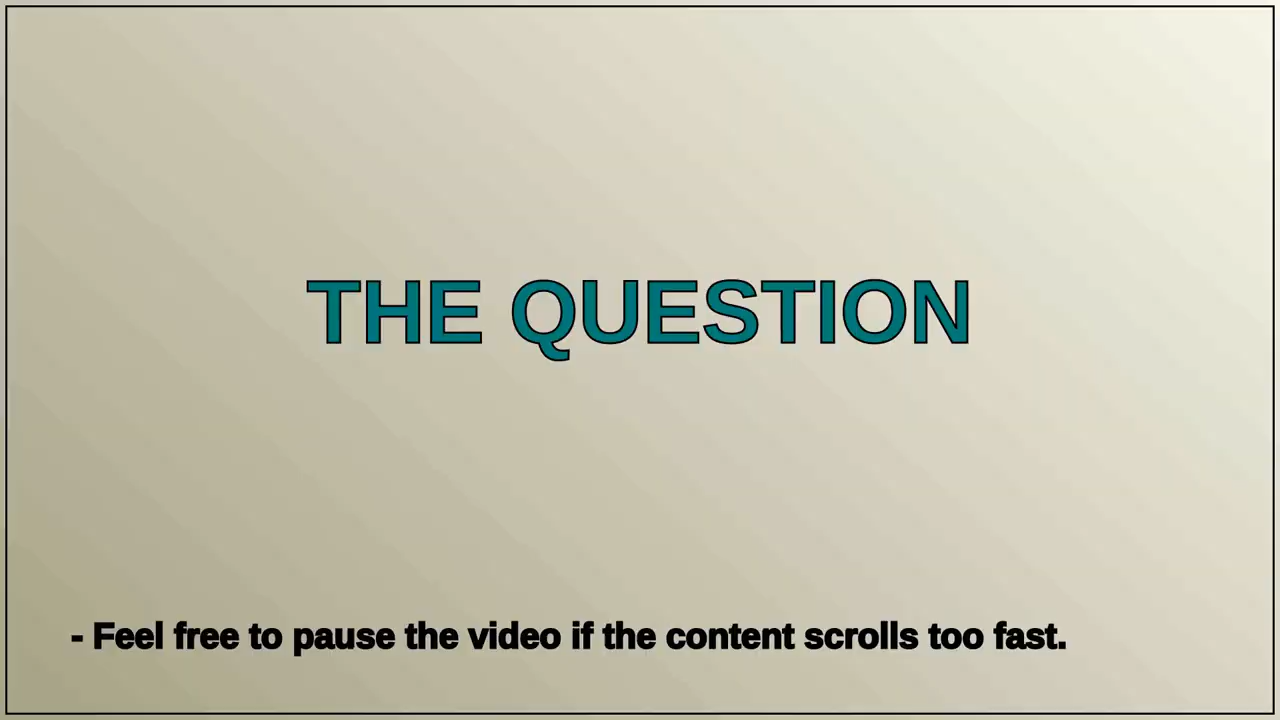 THE QUESTION
- Feel free to pause the video if the content scrolls too fast.